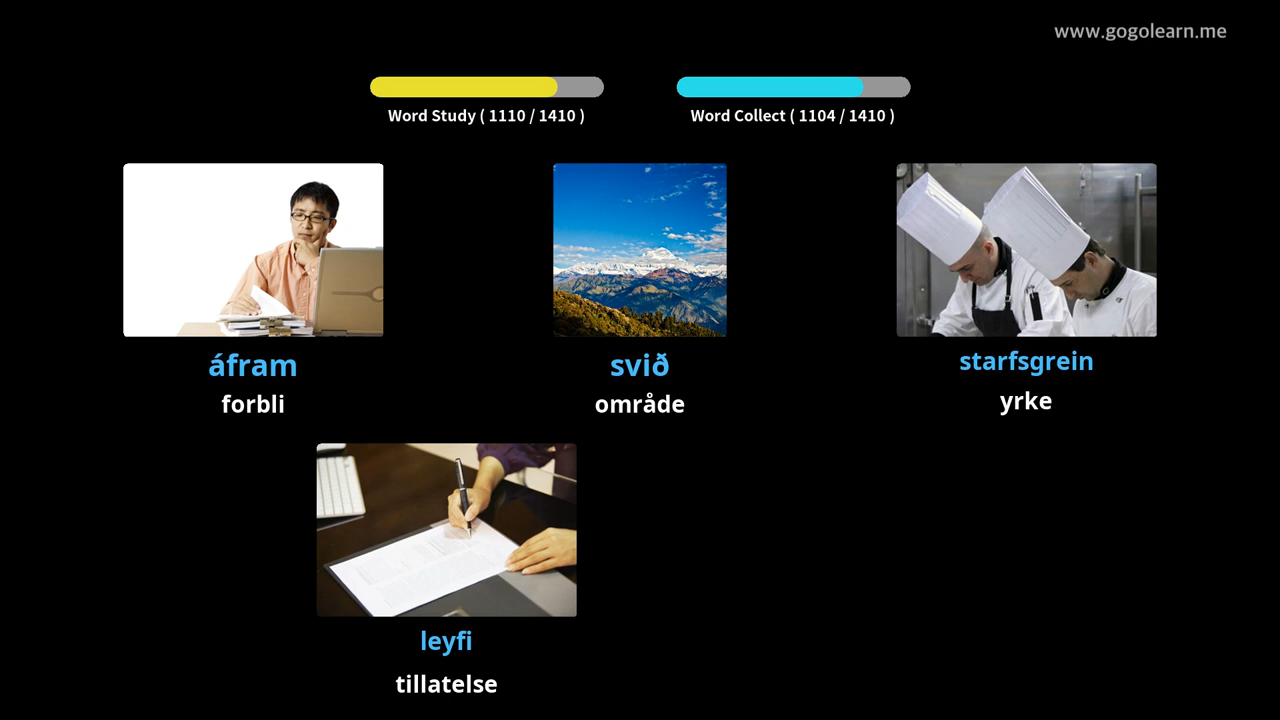 www.gogolearn.me
Word Study ( 1110 / 1410 )
Word Collect ( 1104 / 1410 )
áfram
forbli
svið
område
starfsgrein
yrke
leyfi
tillatelse